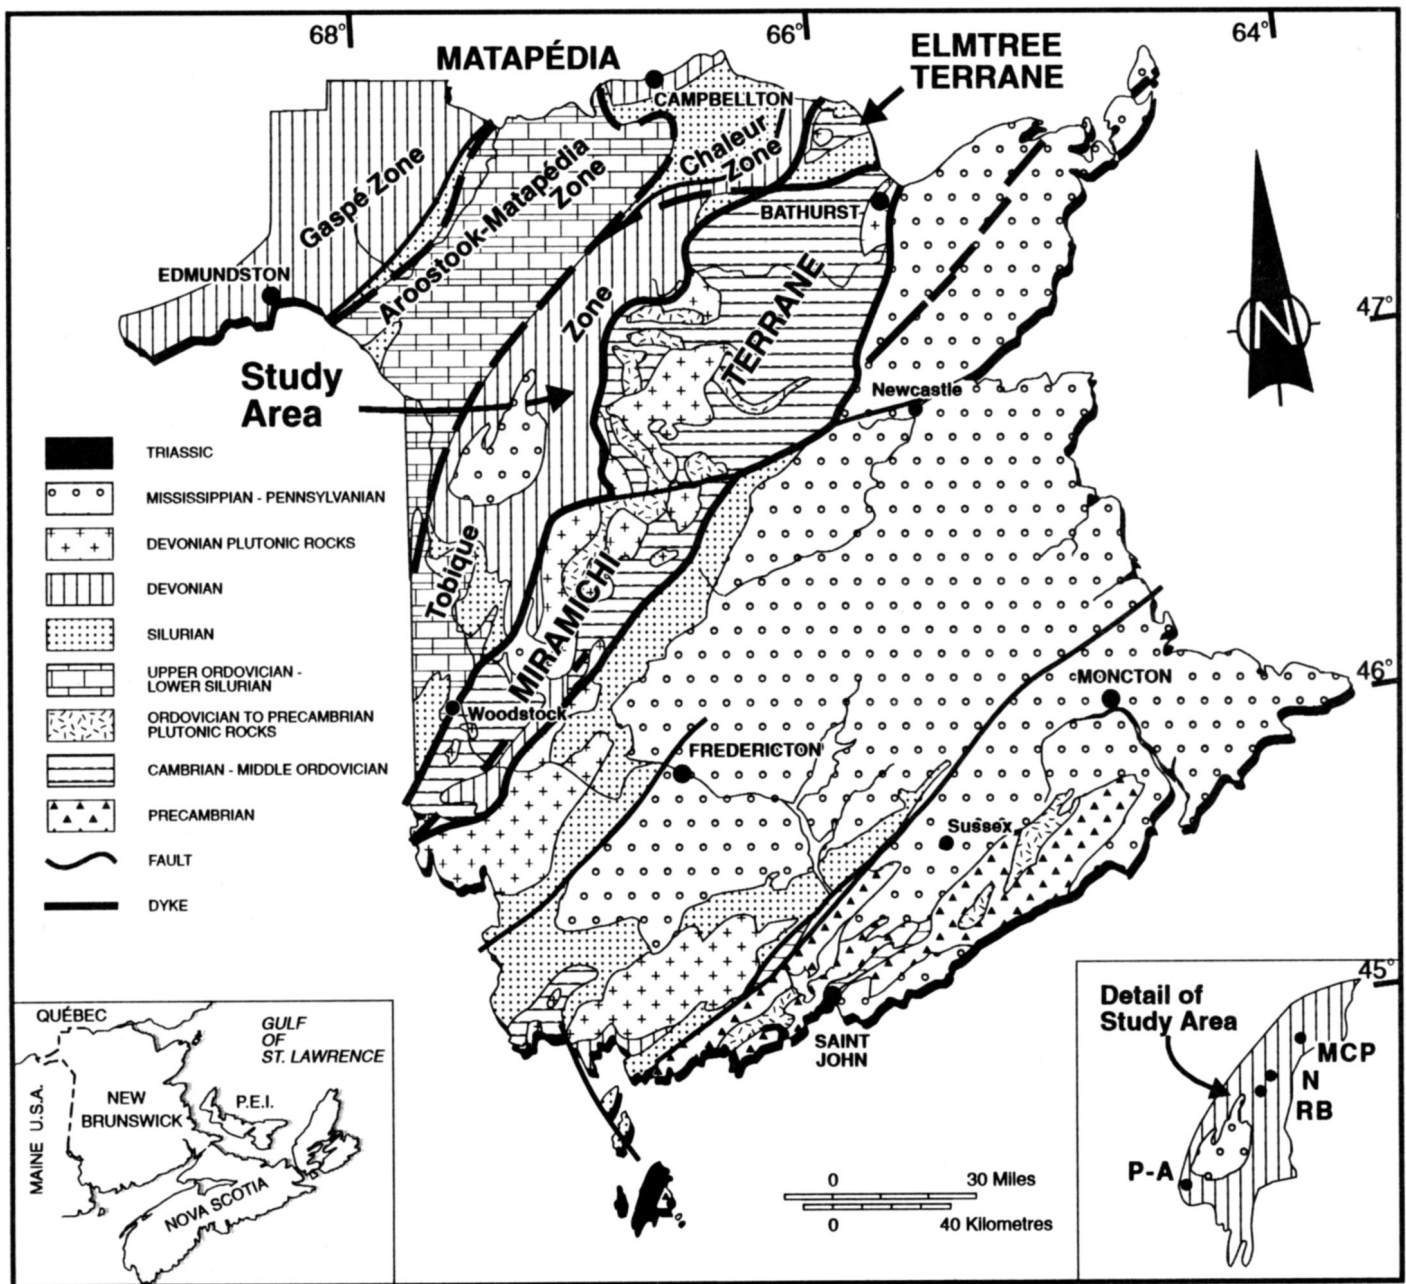 68°
66°
64°
MATAPÉDIA
ELMTREE
TERRANE
CAMPBELLTON
Chaleur
Zone
Gaspé Zone
Aroostook-Matapédia
Zone
BATHURST
EDMUNDSTON
47°
Zone
TERRANE
Study
Area
Newcastle
N
TRIASSIC
MISSISSIPPIAN - PENNSYLVANIAN
DEVONIAN PLUTONIC ROCKS
DEVONIAN
SILURIAN
UPPER ORDOVICIAN -
LOWER SILURIAN
ORDOVICIAN TO PRECAMBRIAN
PLUTONIC ROCKS
CAMBRIAN - MIDDLE ORDOVICIAN
PRECAMBRIAN
FAULT
DYKE
Tobique
MIRAMICHI
Woodstock
46°
MONCTON
FREDERICTON
Sussex
SAINT
JOHN
45°
QUÉBEC
GULF
OF
ST. LAWRENCE
MAINE U.S.A.
NEW
BRUNSWICK
P.E.I.
NOVA SCOTIA
0 30 Miles
0 40 Kilometres
Detail of
Study Area
MCP
N
RB
P-A